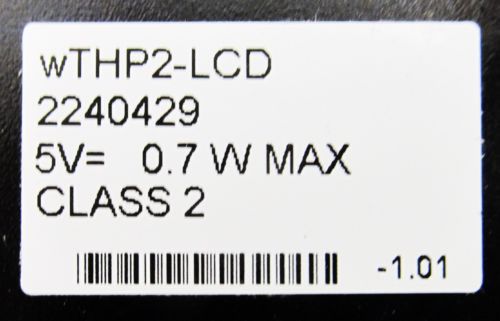 wTHP2-LCD
2240429
5V= 0.7 W MAX
CLASS 2
-1.01